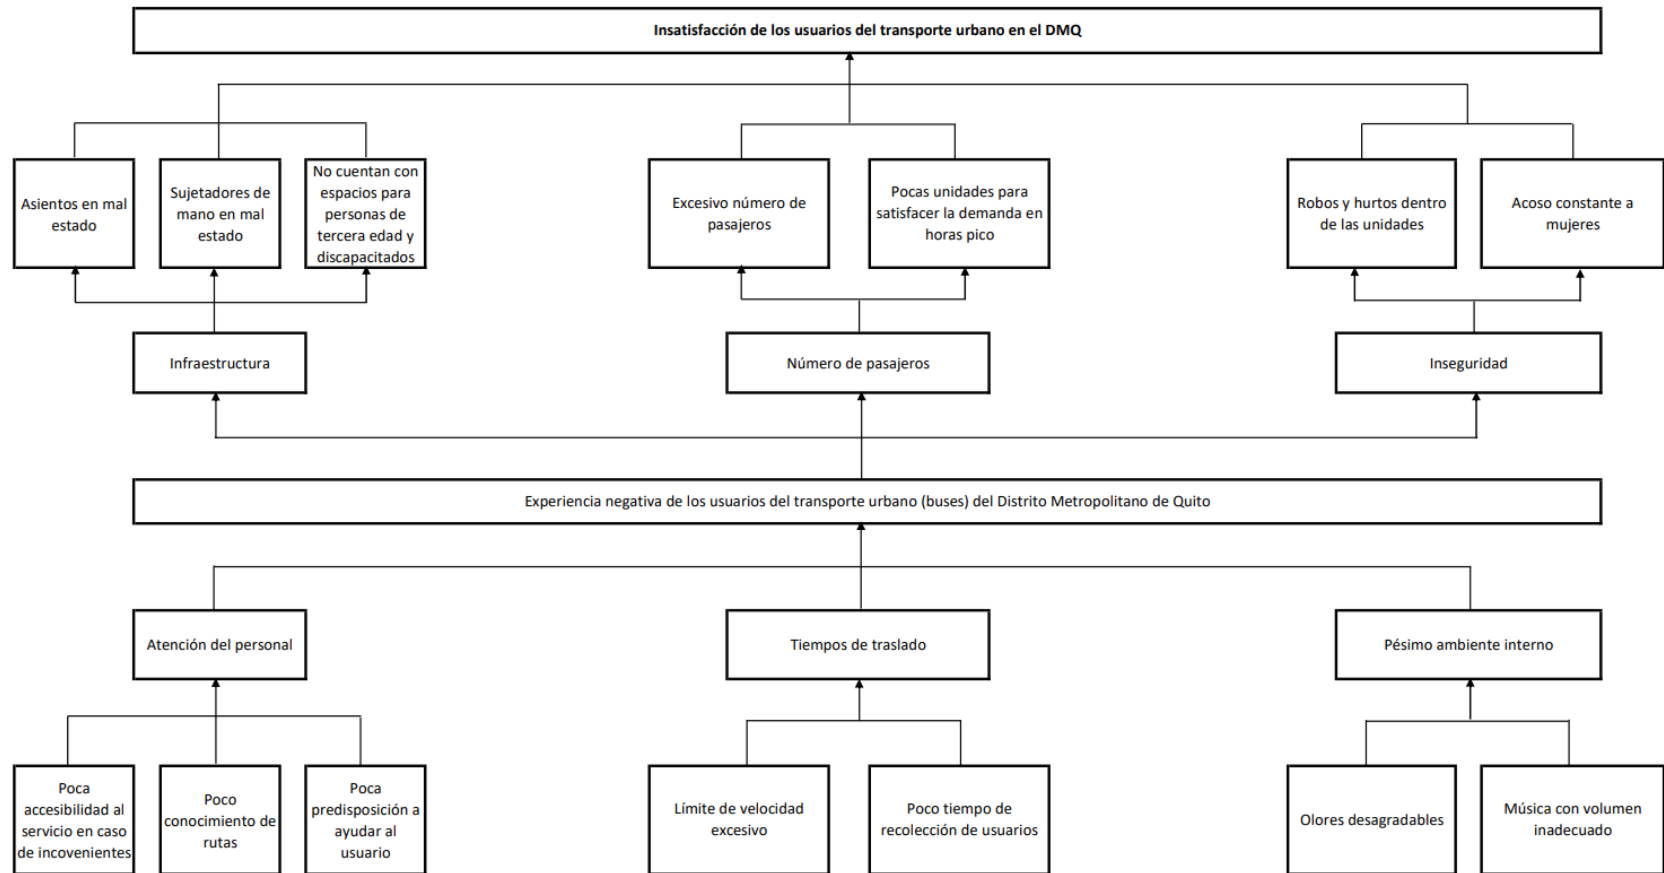 Insatisfacción de los usuarios del transporte urbano en el DMQ
Asientos en mal
estado
Sujetadores de
mano en mal
estado
No cuentan con
espacios para
personas de
tercera edad y
discapacitados
Excesivo número de
pasajeros
Pocas unidades para
satisfacer la demanda en
horas pico
Robos y hurtos dentro
de las unidades
Acoso constante a
mujeres
Infraestructura
Número de pasajeros
Inseguridad
Experiencia negativa de los usuarios del transporte urbano (buses) del Distrito Metropolitano de Quito
Atención del personal
Tiempos de traslado
Pésimo ambiente interno
Poca
accesibilidad al
servicio en caso
de incovenientes
Poco
conocimiento de
rutas
Poca
predisposición a
ayudar al
usuario
Límite de velocidad
excesivo
Poco tiempo de
recolección de usuarios
Olores desagradables
Música con volumen
inadecuado